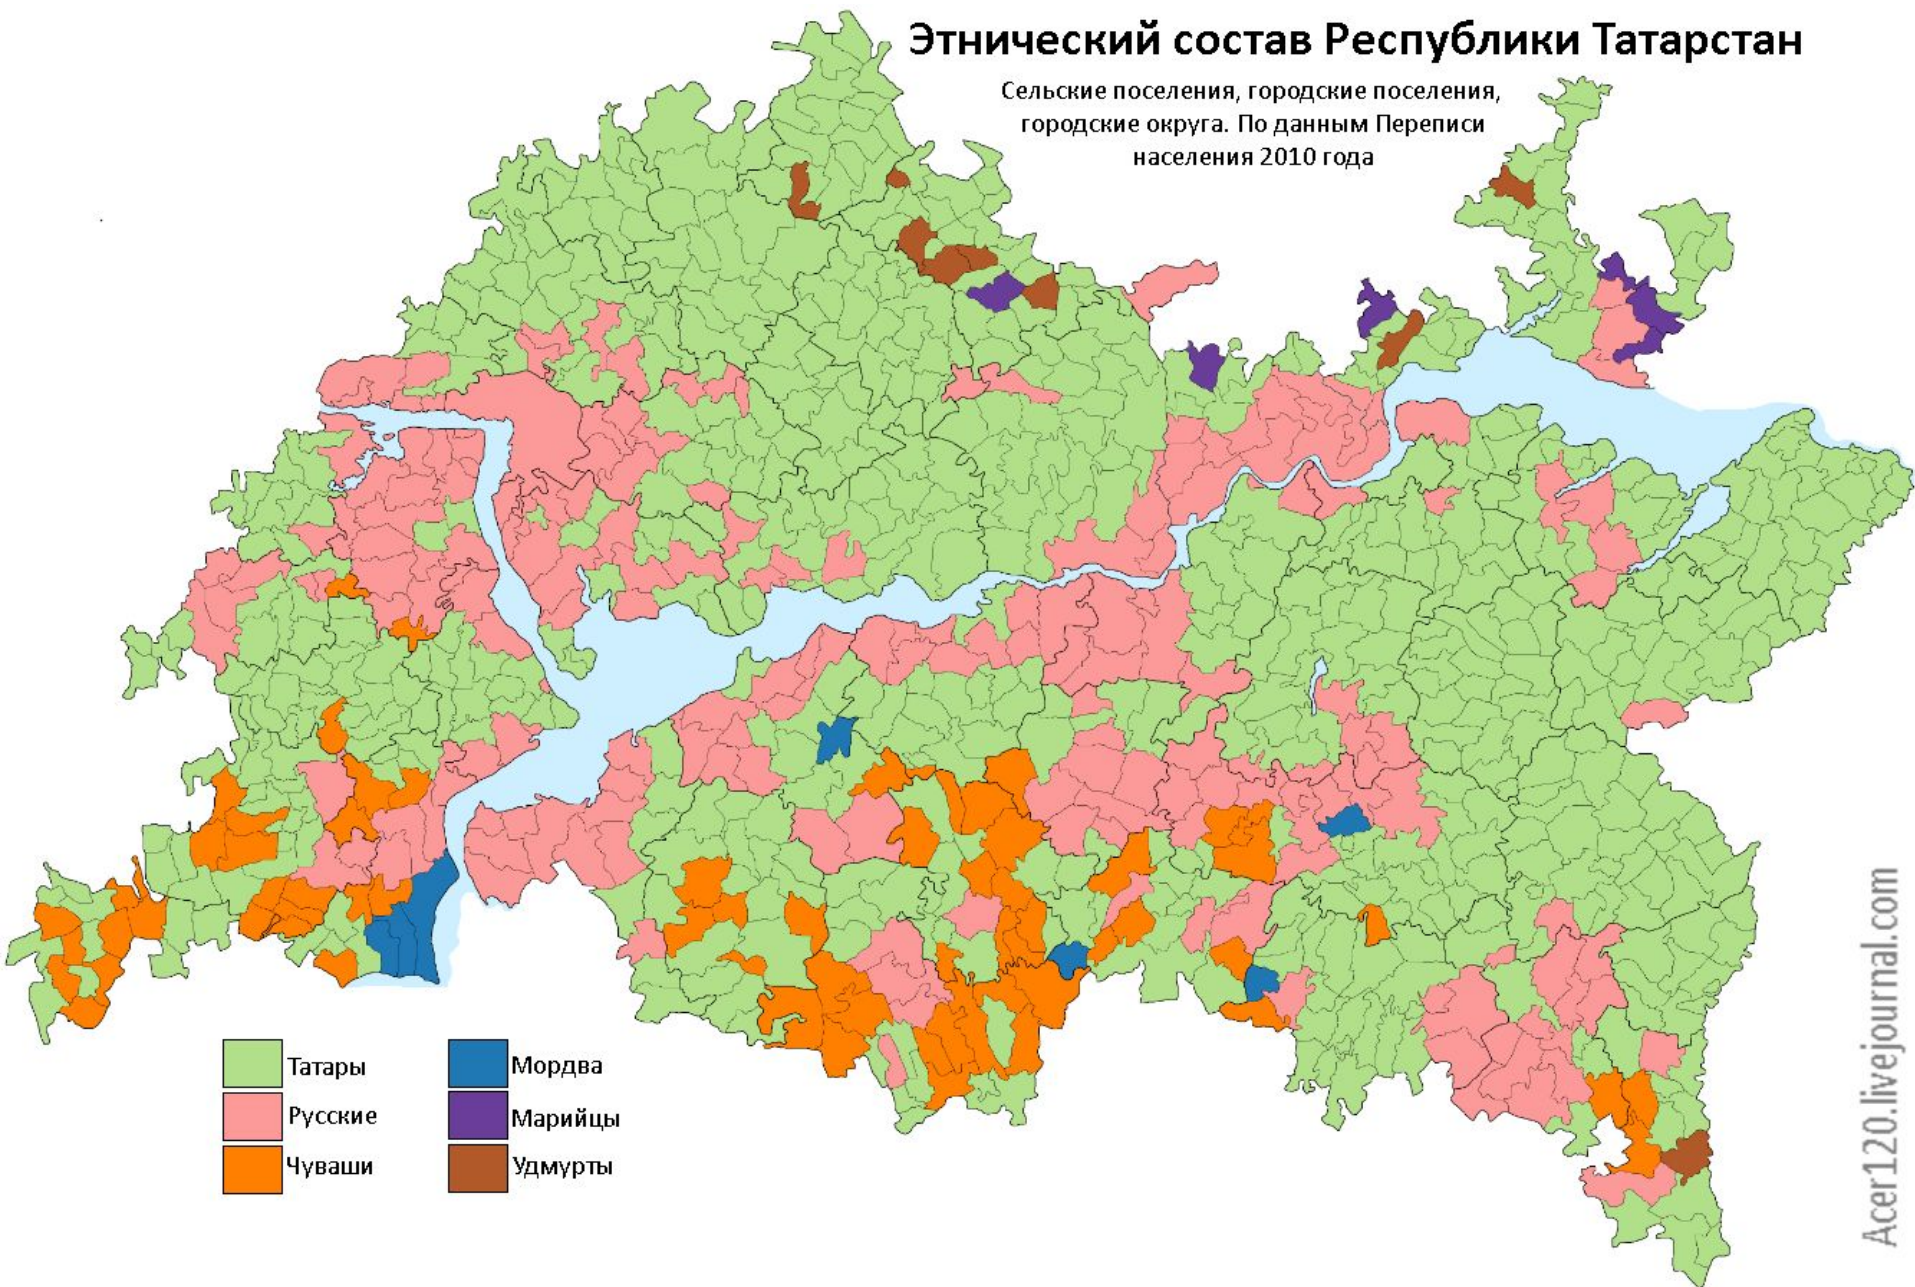 Этнический состав Республики Татарстан
Сельские поселения, городские поселения,
городские округа. По данным Переписи
населения 2010 года
Татары
Русские
Чуваши
Мордва
Марийцы
Удмурты
Acer120.livejournal.com